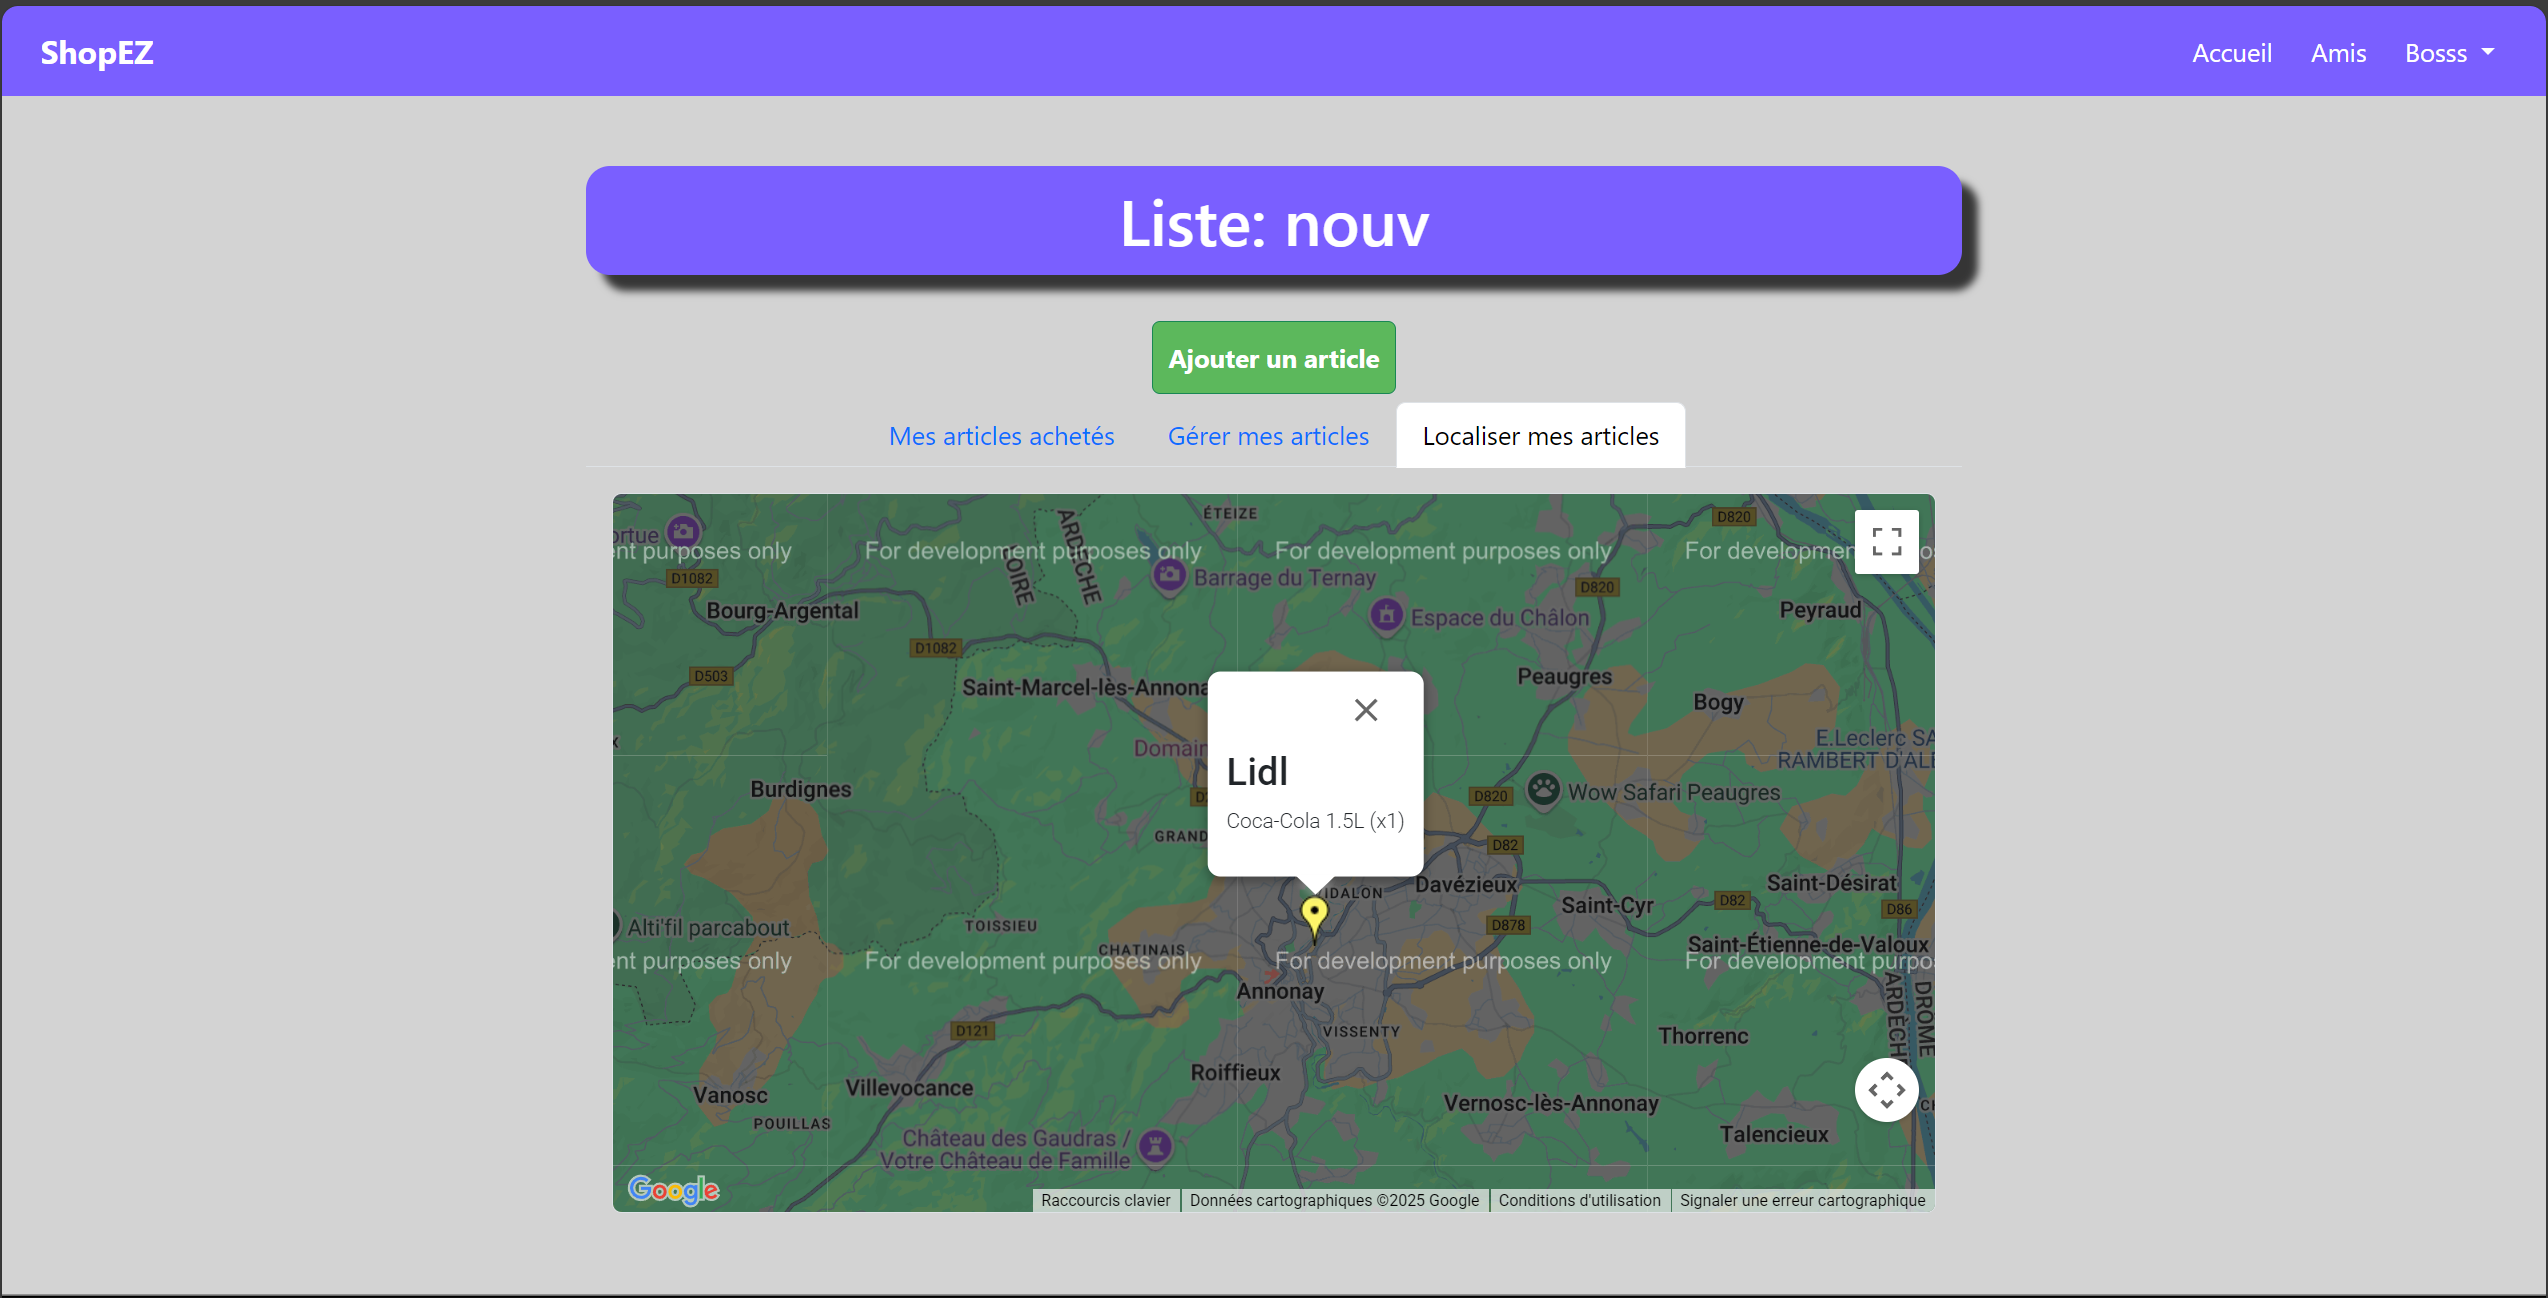 ShopEZ
Accueil
Amis
Bosss
Liste: nouv
Ajouter un article
Mes articles achetés
Gérer mes articles
Localiser mes articles
ÉTEIZE
D820
ARDÈCHE
LOIRE
ent purposes only
For development purposes only
For development purposes only
For developmen
D1082
Barrage du Ternay
D820
Bourg-Argental
Espace du Châlon
Peyraud
D1082
D503
Saint-Marcel-lès-Annona
Peaugres
Bogy
E.Leclerc SA
RAMBERT D'ALB
Domain
Lidl
Coca-Cola 1.5L (x1)
Burdignes
D820
Wow Safari Peaugres
GRAND
D82
IDALON
Davézieux
Saint-Désirat
Saint-Cyr
D82
D86
Alti'fil parcabout
TOISSIEU
D878
CHATINAIS
Saint-Étienne-de-Valoux
ent purposes only
For development purposes only
For development purposes only
For development purpos
Annonay
ARDÈCHE
DRÔME
D121
VISSENTY
Thorrenc
Roiffieux
Villevocance
Vanosc
Vernosc-lès-Annonay
POUILLAS
Talencieux
Château des Gaudras /
Votre Château de Famille
Google
Raccourcis clavier
Données cartographiques ©2025 Google
Conditions d'utilisation
Signaler une erreur cartographique